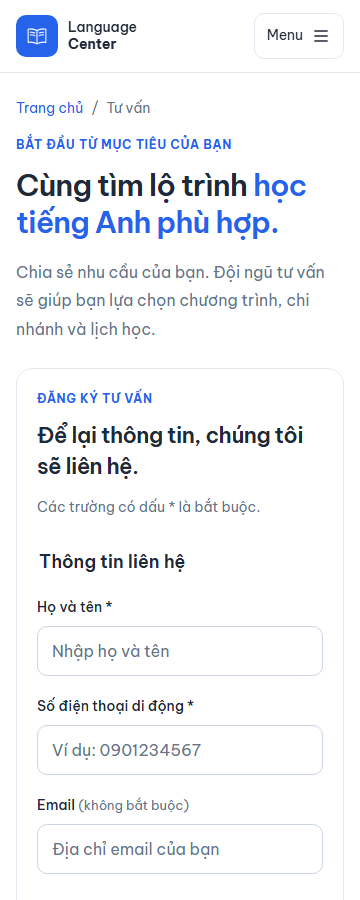 Language
Center
Menu
Trang chủ / Tư vấn
BẮT ĐẦU TỪ MỤC TIÊU CỦA BẠN
Cùng tìm lộ trình học
tiếng Anh phù hợp.
Chia sẻ nhu cầu của bạn. Đội ngũ tư vấn
sẽ giúp bạn lựa chọn chương trình, chi
nhánh và lịch học.
ĐĂNG KÝ TƯ VẤN
Để lại thông tin, chúng tôi
sẽ liên hệ.
Các trường có dấu * là bắt buộc.
Thông tin liên hệ
Họ và tên *
Nhập họ và tên
Số điện thoại di động *
Ví dụ: 0901234567
Email (không bắt buộc)
Địa chỉ email của bạn